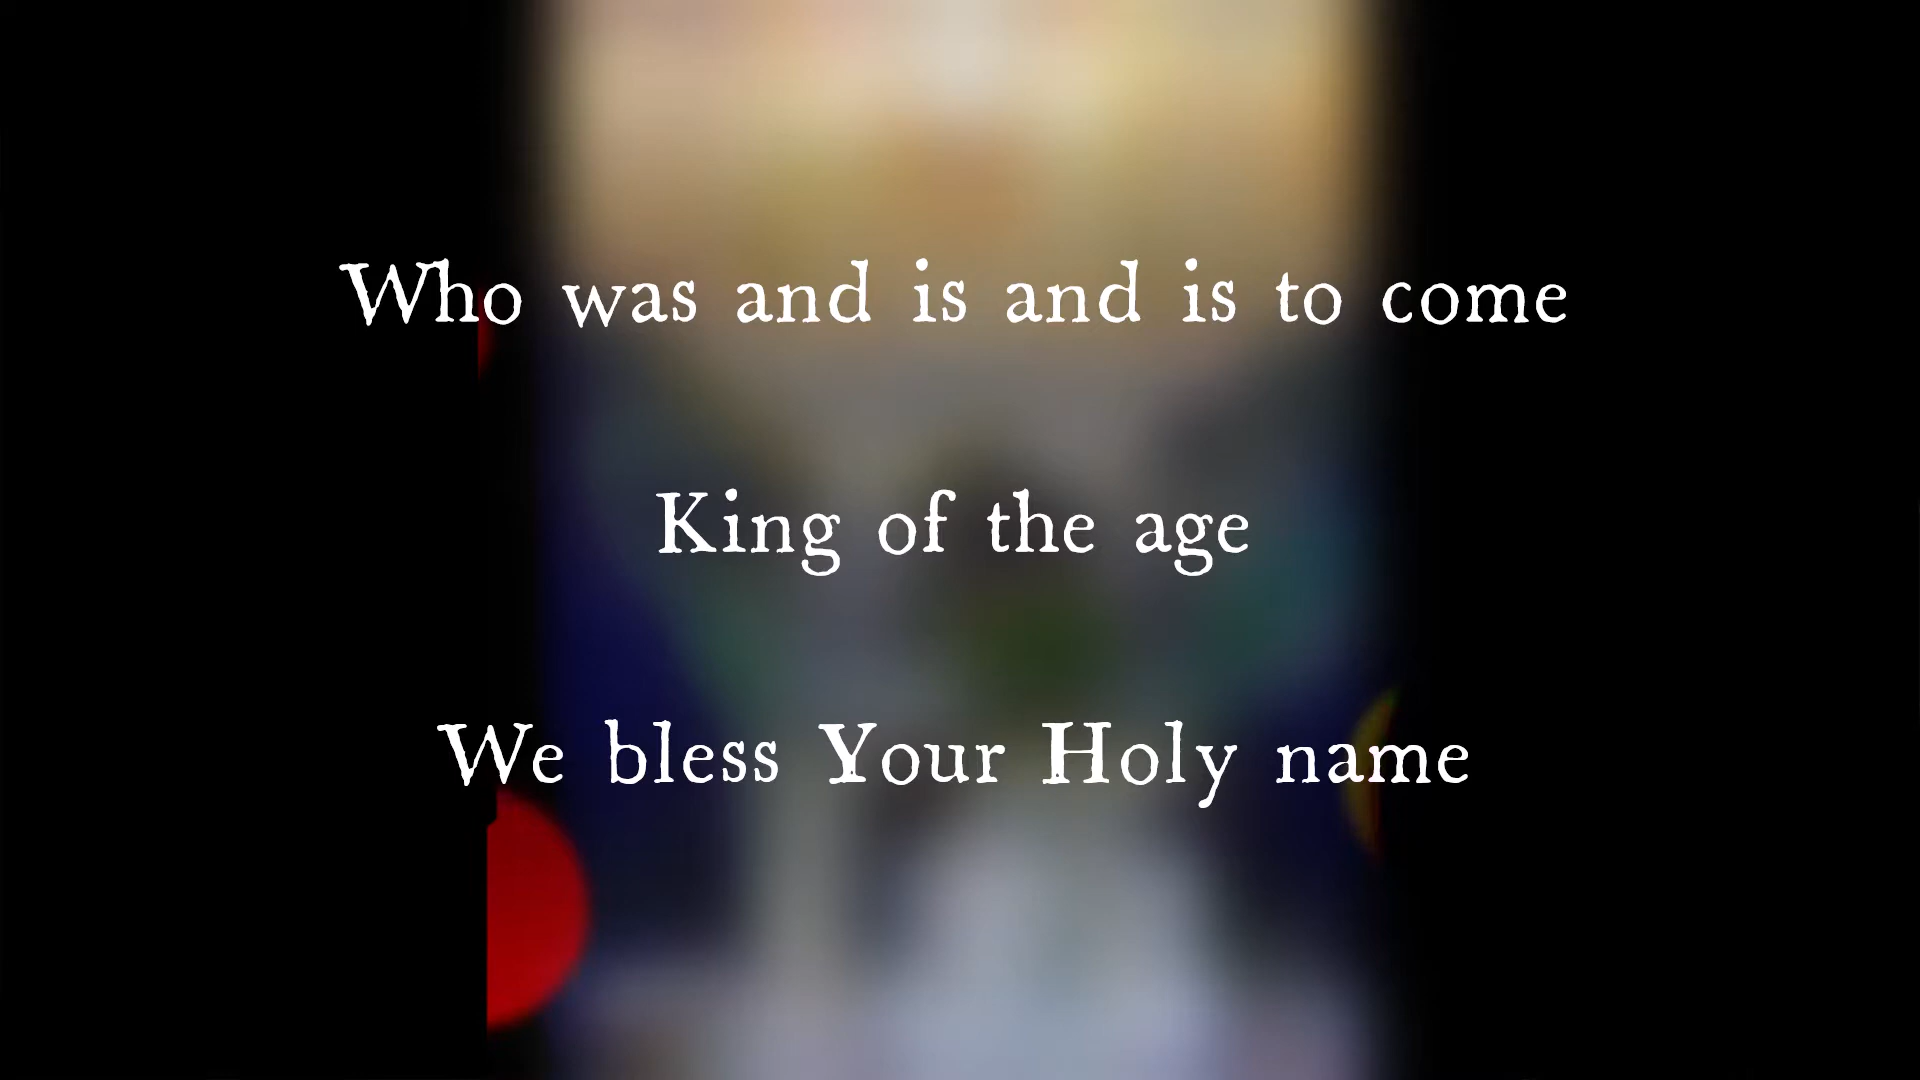 Who was and is and is to come
King of the age
We bless Your Holy name